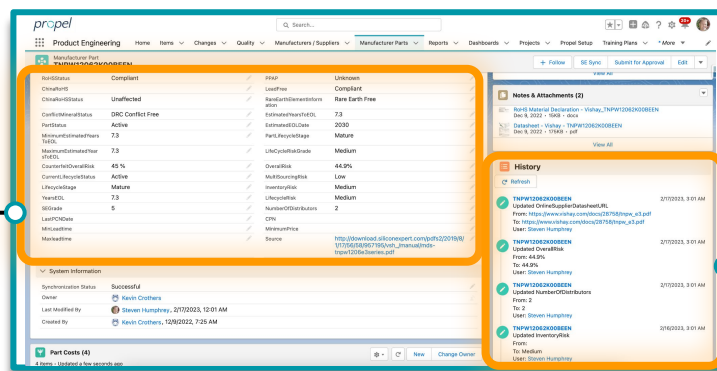 propel
Search...
20+
Product Engineering Home Items Changes Quality Manufacturers / Suppliers Manufacturer Parts Reports Dashboards Projects Propel Setup Training Plans * More
Manufacturer Part
TNPW12062K00BEEN
+ Follow SE Sync Submit for Approval Edit
RoHSStatus Compliant PPAP Unknown
ChinaRoHS LeadFree Compliant
ChinaRoHSStatus Unaffected RareEarthElementInform
ation Rare Earth Free
ConflictMineralStatus DRC Conflict Free EstimatedYearsToEOL 7.3
PartStatus Active EstimatedEOLDate 2030
MinimumEstimatedYears
ToEOL 7.3 PartLifecycleStage Mature
MaximumEstimatedYear
sToEOL 7.3 LifeCycleRiskGrade Medium
CounterfeitOverallRisk 45 % OverallRisk 44.9%
CurrentLifecycleStatus Active MultiSourcingRisk Low
LifecycleStage Mature InventoryRisk Medium
YearsEOL 7.3 LifecycleRisk Medium
SEGrade 5 NumberOfDistributors 2
LastPCNDate CPN
MinLeadtime MinimumPrice
Maxleadtime Source http://download.siliconexpert.com/pdfs2/2019/8/
1/17/56/58/957195/vsh_/manual/mds-
tnpw1206e3series.pdf
System Information
Synchronization Status Successful
Owner Kevin Crothers
Last Modified By Steven Humphrey, 2/17/2023, 12:01 AM
Created By Kevin Crothers, 12/9/2022, 7:25 AM
Part Costs (4)
New Change Owner
4 items • Updated a few seconds ago
View All
Notes & Attachments (2)
RoHS Material Declaration - Vishay_TNPW12062K00BEEN
Dec 9, 2022 • 15KB • docx
Datasheet - Vishay - TNPW12062K00BEEN
Dec 9, 2022 • 175KB • pdf
View All
History
Refresh
TNPW12062K00BEEN 2/17/2023, 3:01 AM
Updated OnlineSupplierDatasheetURL
From: https://www.vishay.com/docs/28758/tnpw_e3.pdf
To: https://www.vishay.com/docs/28758/tnpw_e3.pdf
User: Steven Humphrey
TNPW12062K00BEEN 2/17/2023, 3:01 AM
Updated OverallRisk
From: 44.9%
To: 44.9%
User: Steven Humphrey
TNPW12062K00BEEN 2/17/2023, 3:01 AM
Updated NumberOfDistributors
From: 2
To: 2
User: Steven Humphrey
TNPW12062K00BEEN 2/16/2023, 3:01 AM
Updated InventoryRisk
From:
To: Medium
User: Steven Humphrey